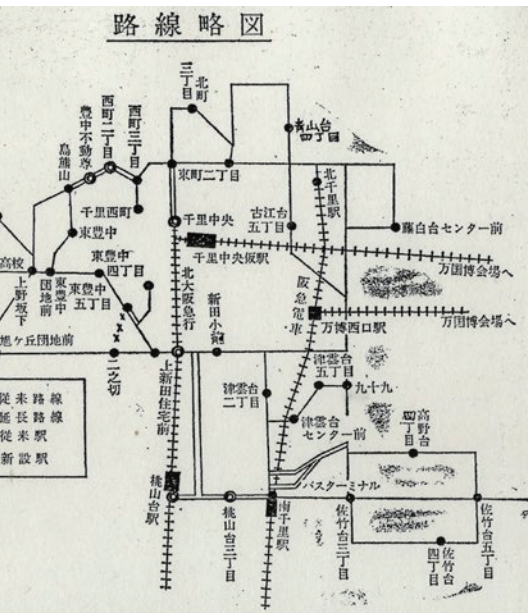 路線略図
北町
三丁目
青山台
四丁目
西町三丁目
西町二丁目
豊中不動尊
島熊山
東町二丁目
北千里駅
千里西町
千里中央
古江台
五丁目
藤白台センター前
東豊中
千里中央仮駅
万国博会場へ
高校
上野坂下
東豊中
団地前
東豊中
四丁目
東豊中
五丁目
北大阪急行
新田小前
阪急電車
万博西口駅
万国博会場へ
旭ヶ丘団地前
二之切
上新田住宅前
津雲台
五丁目
九十九
津雲台
二丁目
津雲台
センター前
高野台
四丁目
従来路線
延長路線
従来駅
新設駅
バスターミナル
桃山台駅
桃山台三丁目
南千里駅
佐竹台三丁目
佐竹台
四丁目
佐竹台五丁目